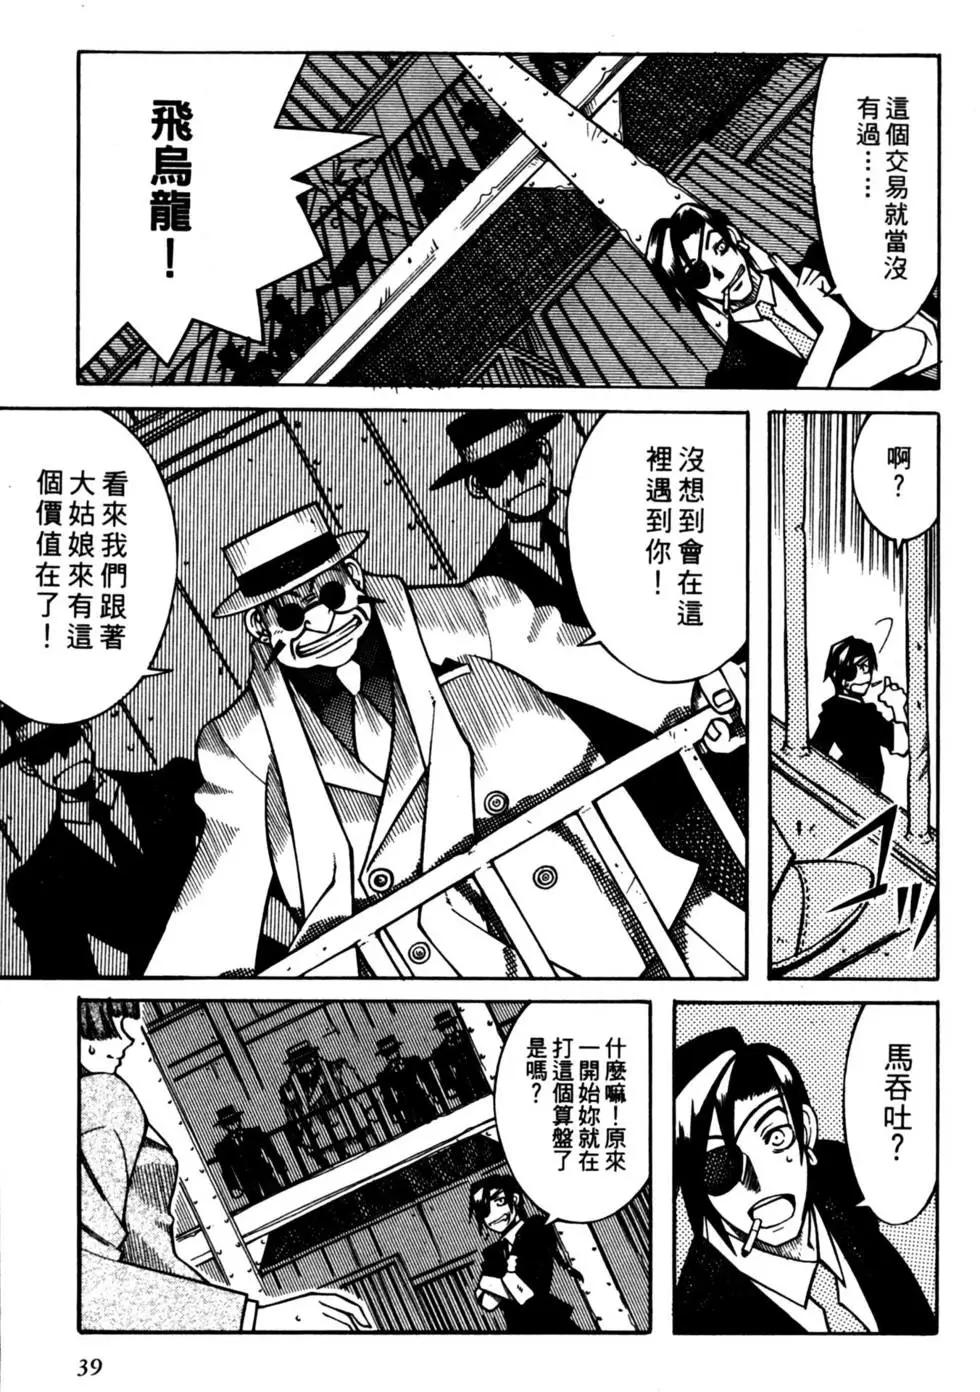 這個交易就當沒
有過……
飛鳥龍！
啊？
沒想到會在這
裡遇到你！
看來我們跟著
大姑娘來有這
個價值在了！
馬吞吐？
什麼嘛！原來
一開始妳就在
打這個算盤了
是嗎？
39